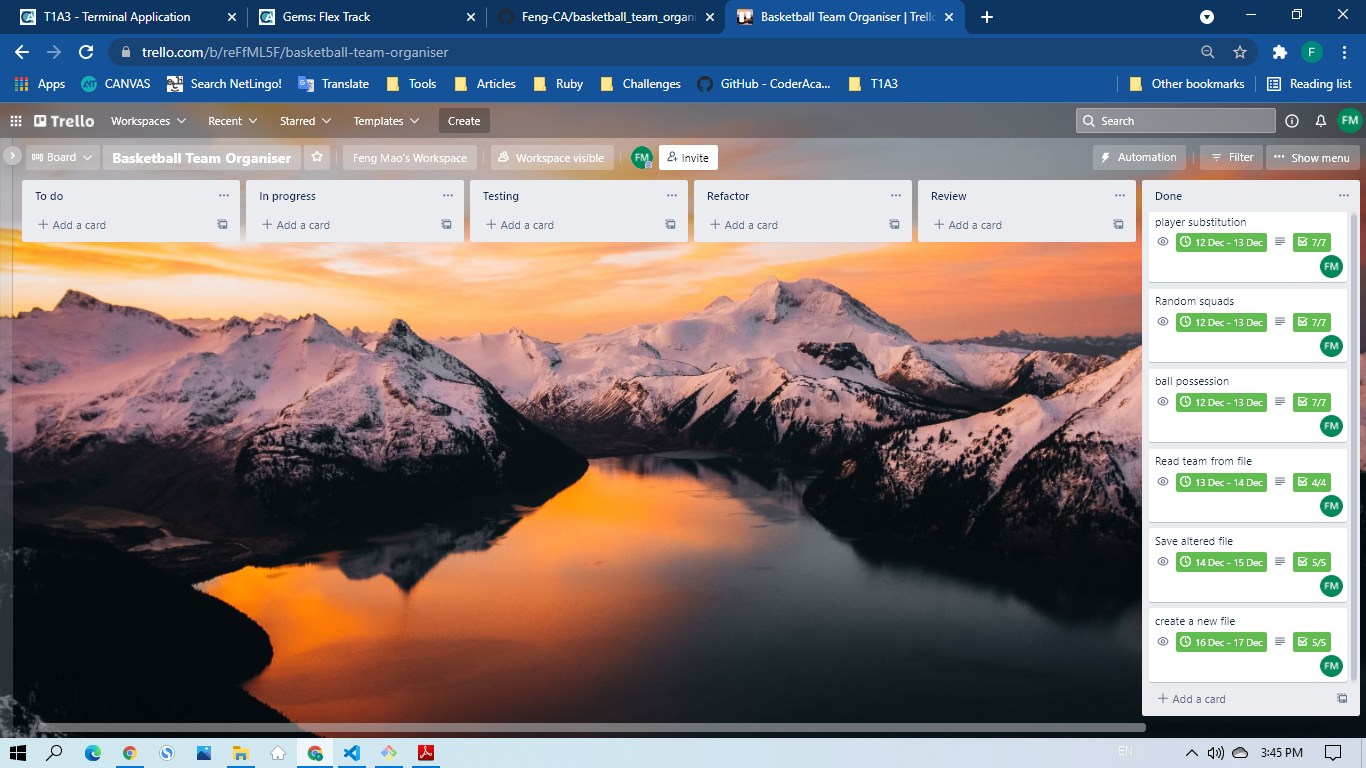 T1A3 - Terminal Application
Gems: Flex Track
Feng-CA/basketball_team_organi
Basketball Team Organiser | Trello
trello.com/b/reFfML5F/basketball-team-organiser
F
Apps
CANVAS
Search NetLingo!
Translate
Tools
Articles
Ruby
Challenges
GitHub - CoderAca...
T1A3
Other bookmarks
Reading list
Trello
Workspaces
Recent
Starred
Templates
Create
Search
FM
Board
Basketball Team Organiser
Feng Mao's Workspace
Workspace visible
FM
Invite
Automation
Filter
Show menu
To do
Add a card
In progress
Add a card
Testing
Add a card
Refactor
Add a card
Review
Add a card
Done
player substitution
12 Dec - 13 Dec 7/7
FM
Random squads
12 Dec - 13 Dec 7/7
FM
ball possession
12 Dec - 13 Dec 7/7
FM
Read team from file
13 Dec - 14 Dec 4/4
FM
Save altered file
14 Dec - 15 Dec 5/5
FM
create a new file
16 Dec - 17 Dec 5/5
FM
Add a card
EN
3:45 PM